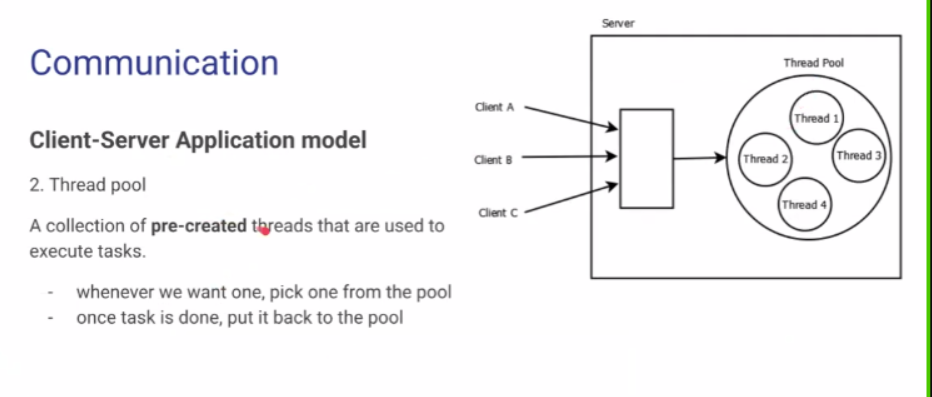 Communication
Client-Server Application model
2. Thread pool
A collection of pre-created threads that are used to
execute tasks.
- whenever we want one, pick one from the pool
- once task is done, put it back to the pool
Server
Thread Pool
Client A
Client B
Client C
Thread 1
Thread 2
Thread 3
Thread 4